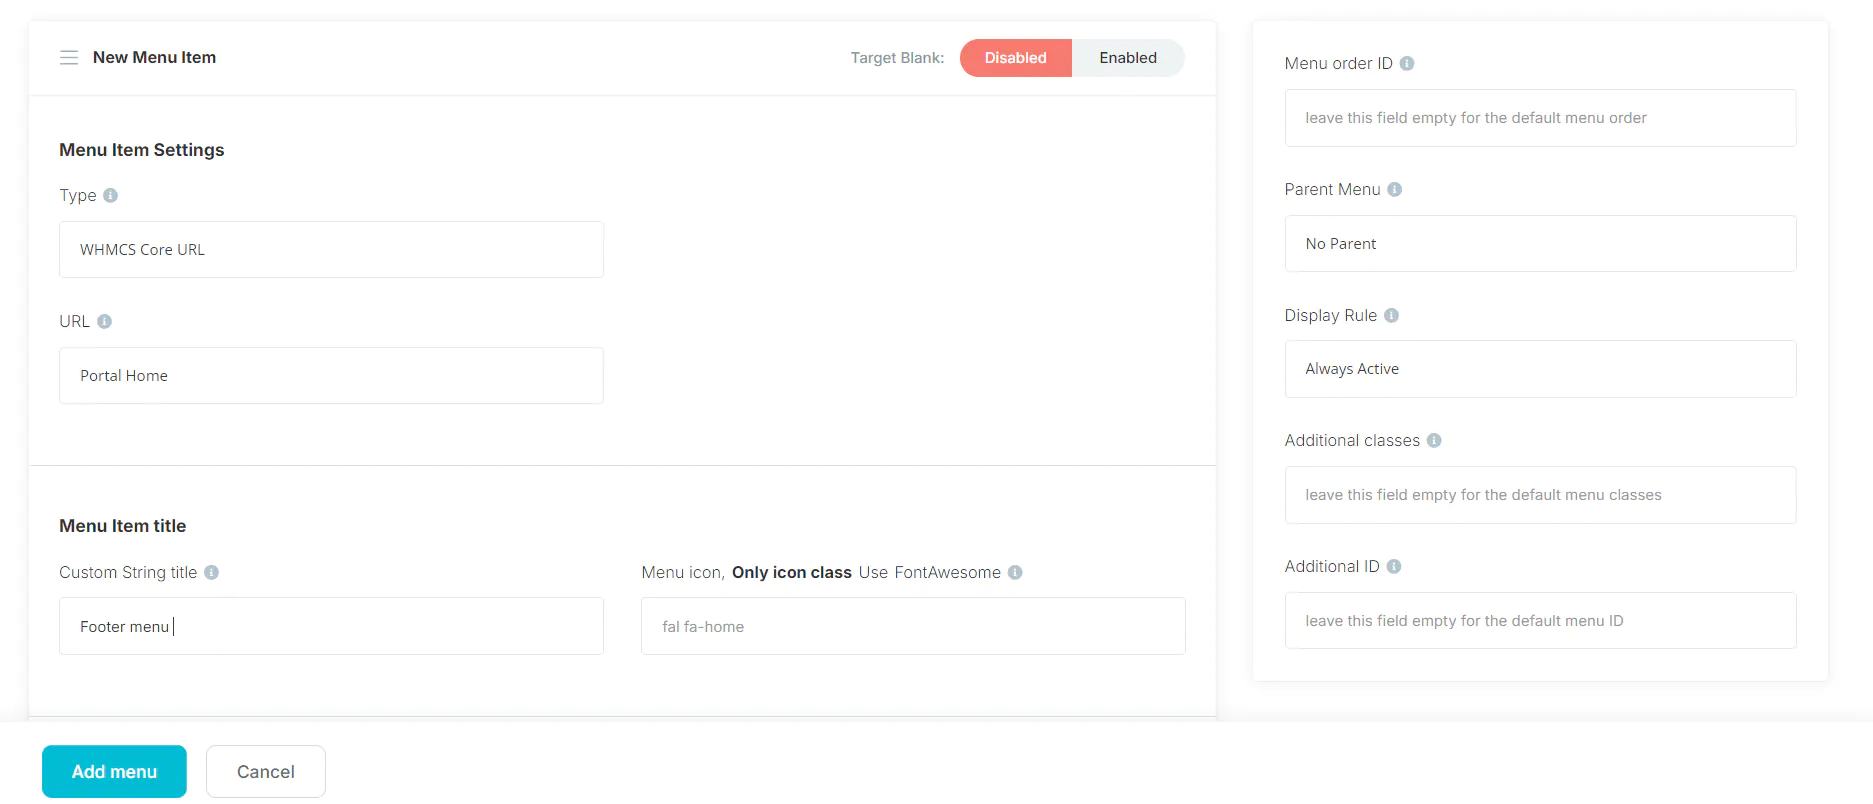 New Menu Item
Target Blank: Disabled Enabled
Menu Item Settings
Type
WHMCS Core URL
URL
Portal Home
Menu Item title
Custom String title
Footer menu
Menu icon, Only icon class Use FontAwesome
fal fa-home
Menu order ID
leave this field empty for the default menu order
Parent Menu
No Parent
Display Rule
Always Active
Additional classes
leave this field empty for the default menu classes
Additional ID
leave this field empty for the default menu ID
Add menu Cancel